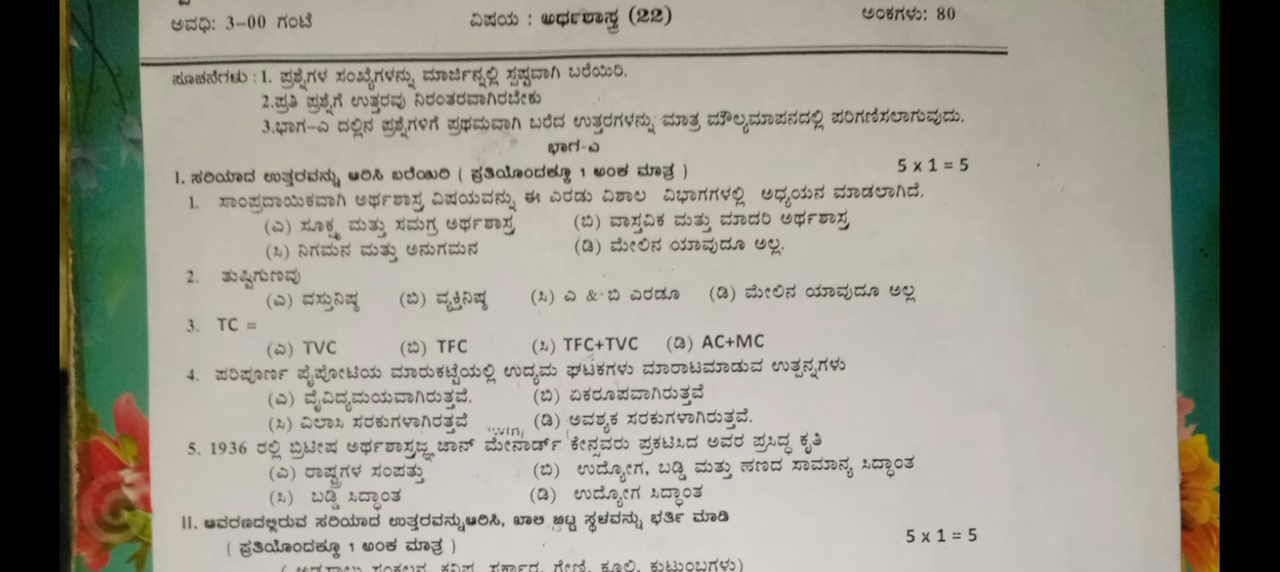 ಅವಧಿ: 3-00 ಗಂಟೆ ವಿಷಯ : ಅರ್ಥಶಾಸ್ತ್ರ (22) ಅಂಕಗಳು: 80
ಸೂಚನೆಗಳು : 1. ಪ್ರಶ್ನೆಗಳ ಸಂಖ್ಯೆಗಳನ್ನು ಮಾರ್ಜಿನ್ನಲ್ಲಿ ಸ್ಪಷ್ಟವಾಗಿ ಬರೆಯಿರಿ.
2.ಪ್ರತಿ ಪ್ರಶ್ನೆಗೆ ಉತ್ತರವು ನಿರಂತರವಾಗಿರಬೇಕು
3.ಭಾಗ-ಎ ದಲ್ಲಿನ ಪ್ರಶ್ನೆಗಳಿಗೆ ಪ್ರಥಮವಾಗಿ ಬರೆದ ಉತ್ತರಗಳನ್ನು ಮಾತ್ರ ಮೌಲ್ಯಮಾಪನದಲ್ಲಿ ಪರಿಗಣಿಸಲಾಗುವುದು.
ಭಾಗ-ಎ
I. ಸರಿಯಾದ ಉತ್ತರವನ್ನು ಆರಿಸಿ ಬರೆಯಿರಿ ( ಪ್ರತಿಯೊಂದಕ್ಕೂ 1 ಅಂಕ ಮಾತ್ರ ) 5 x 1 = 5
1. ಸಾಂಪ್ರದಾಯಿಕವಾಗಿ ಅರ್ಥಶಾಸ್ತ್ರ ವಿಷಯವನ್ನು ಈ ಎರಡು ವಿಶಾಲ ವಿಭಾಗಗಳಲ್ಲಿ ಅಧ್ಯಯನ ಮಾಡಲಾಗಿದೆ.
(ಎ) ಸೂಕ್ಷ್ಮ ಮತ್ತು ಸಮಗ್ರ ಅರ್ಥಶಾಸ್ತ್ರ (ಬಿ) ವಾಸ್ತವಿಕ ಮತ್ತು ಮಾದರಿ ಅರ್ಥಶಾಸ್ತ್ರ
(ಸಿ) ನಿಗಮನ ಮತ್ತು ಅನುಗಮನ (ಡಿ) ಮೇಲಿನ ಯಾವುದೂ ಅಲ್ಲ.
2. ತುಷ್ಟಿಗುಣವು
(ಎ) ವಸ್ತುನಿಷ್ಠ (ಬಿ) ವ್ಯಕ್ತಿನಿಷ್ಠ (ಸಿ) ಎ & ಬಿ ಎರಡೂ (ಡಿ) ಮೇಲಿನ ಯಾವುದೂ ಅಲ್ಲ
3. TC =
(ಎ) TVC (ಬಿ) TFC (ಸಿ) TFC+TVC (ಡಿ) AC+MC
4. ಪರಿಪೂರ್ಣ ಪೈಪೋಟಿಯ ಮಾರುಕಟ್ಟೆಯಲ್ಲಿ ಉದ್ಯಮ ಘಟಕಗಳು ಮಾರಾಟಮಾಡುವ ಉತ್ಪನ್ನಗಳು
(ಎ) ವೈವಿದ್ಯಮಯವಾಗಿರುತ್ತವೆ. (ಬಿ) ಏಕರೂಪವಾಗಿರುತ್ತವೆ
(ಸಿ) ವಿಲಾಸಿ ಸರಕುಗಳಾಗಿರತ್ತವೆ (ಡಿ) ಅವಶ್ಯಕ ಸರಕುಗಳಾಗಿರುತ್ತವೆ.
5. 1936 ರಲ್ಲಿ ಬ್ರಿಟೀಷ ಅರ್ಥಶಾಸ್ತ್ರಜ್ಞ ಜಾನ್ ಮೇನಾರ್ಡ್ ಕೇನ್ಸವರು ಪ್ರಕಟಿಸಿದ ಅವರ ಪ್ರಸಿದ್ಧ ಕೃತಿ
(ಎ) ರಾಷ್ಟ್ರಗಳ ಸಂಪತ್ತು (ಬಿ) ಉದ್ಯೋಗ, ಬಡ್ಡಿ ಮತ್ತು ಹಣದ ಸಾಮಾನ್ಯ ಸಿದ್ಧಾಂತ
(ಸಿ) ಬಡ್ಡಿ ಸಿದ್ಧಾಂತ (ಡಿ) ಉದ್ಯೋಗ ಸಿದ್ಧಾಂತ
II. ಆವರಣದಲ್ಲಿರುವ ಸರಿಯಾದ ಉತ್ತರವನ್ನುಆರಿಸಿ, ಖಾಲಿ ಬಿಟ್ಟ ಸ್ಥಳವನ್ನು ಭರ್ತಿ ಮಾಡಿ
( ಪ್ರತಿಯೊಂದಕ್ಕೂ 1 ಅಂಕ ಮಾತ್ರ ) 5 x 1 = 5
ಸರ್ಕಾರ, ಗೇಣಿ, ಕೂಲಿ, ಕುಟುಂಬಗಳು)